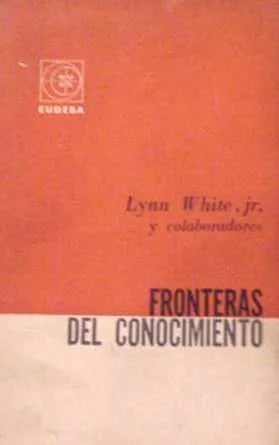 EUDEBA
Lynn White, jr.
y colaboradores
FRONTERAS
DEL CONOCIMIENTO